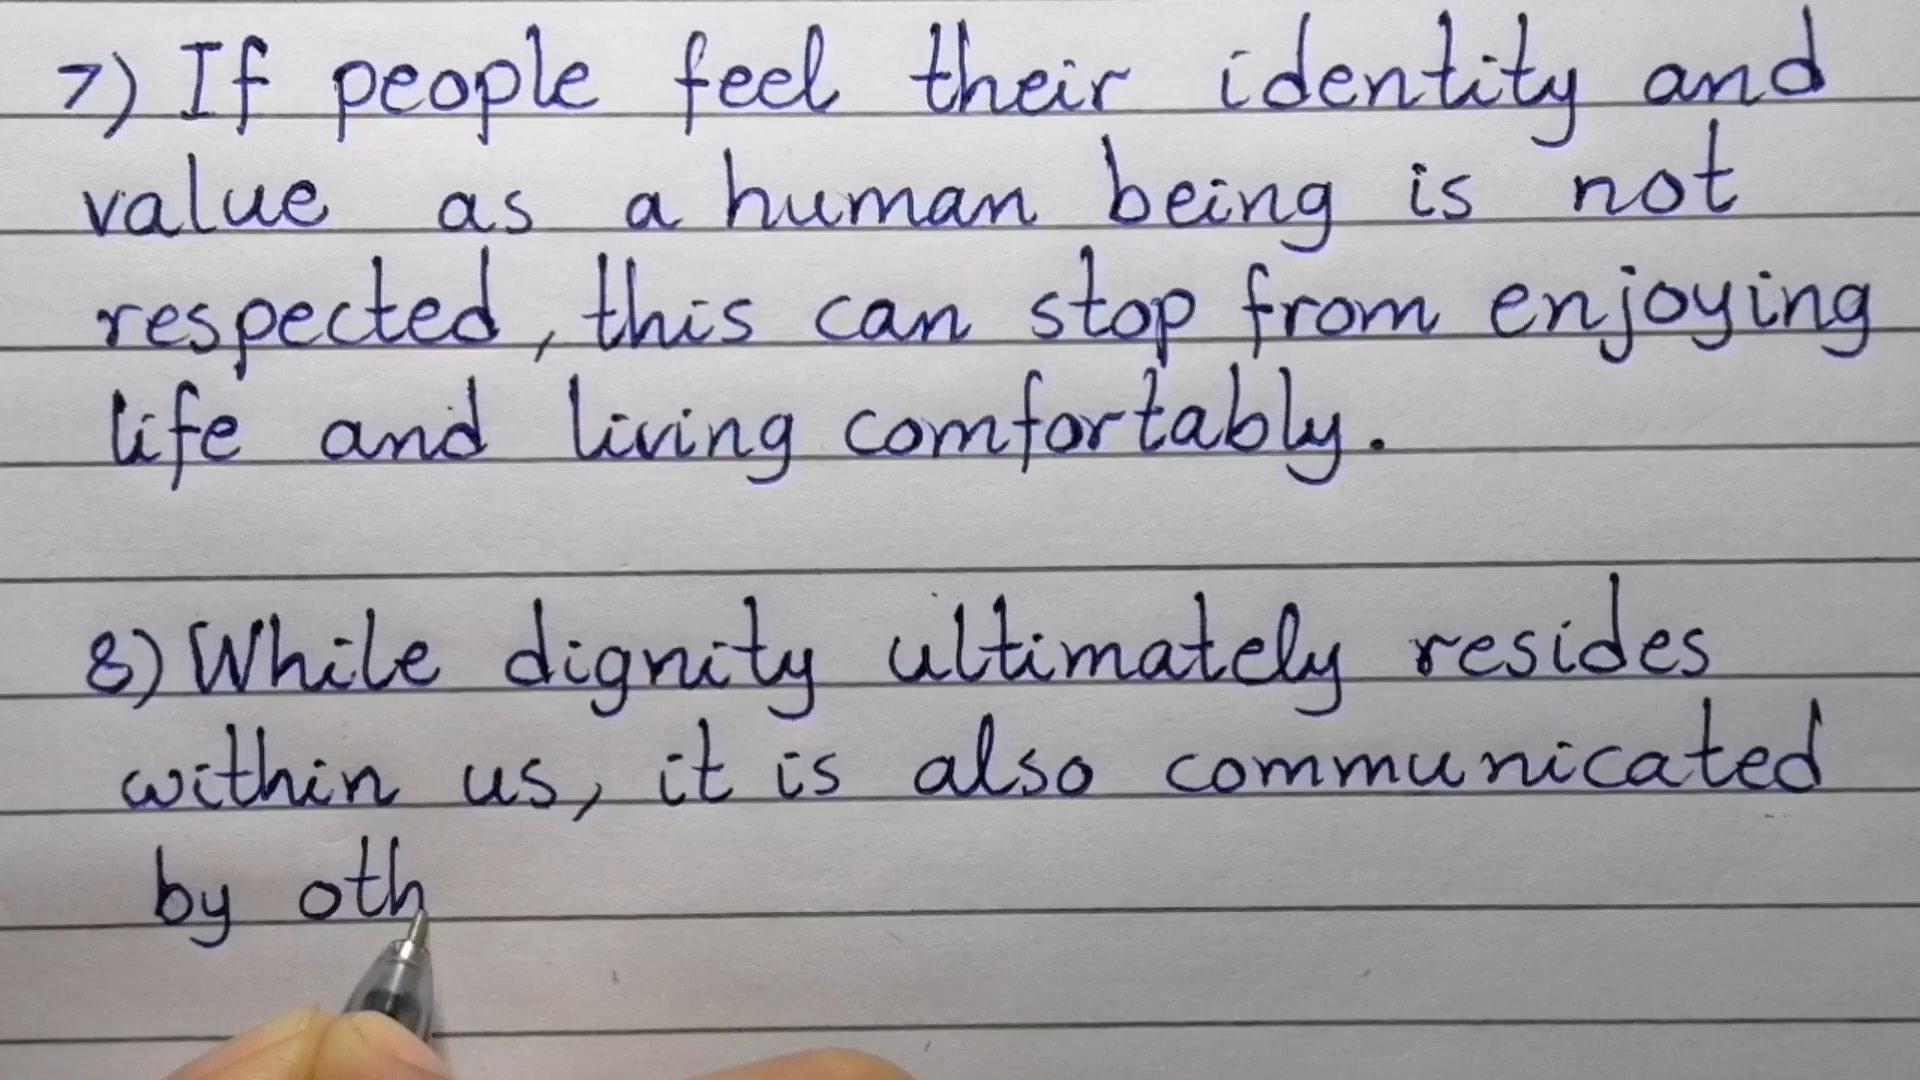 7) If people feel their identity and
value as a human being is not
respected, this can stop from enjoying
life and living comfortably.
8) While dignity ultimately resides
within us, it is also communicated
by oth